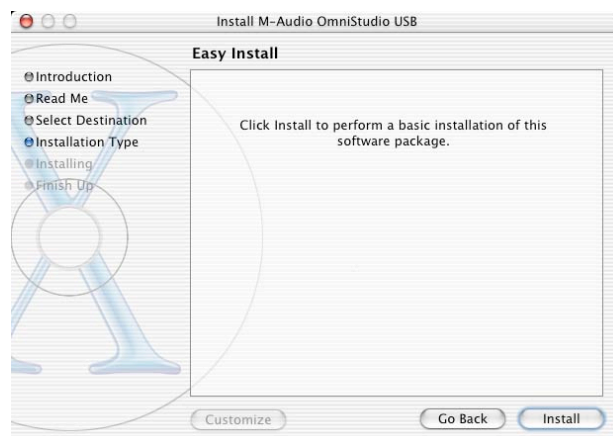 Install M-Audio OmniStudio USB
Easy Install
Introduction
Read Me
Select Destination
Installation Type
Installing
Finish Up
Click Install to perform a basic installation of this
software package.
Customize
Go Back
Install